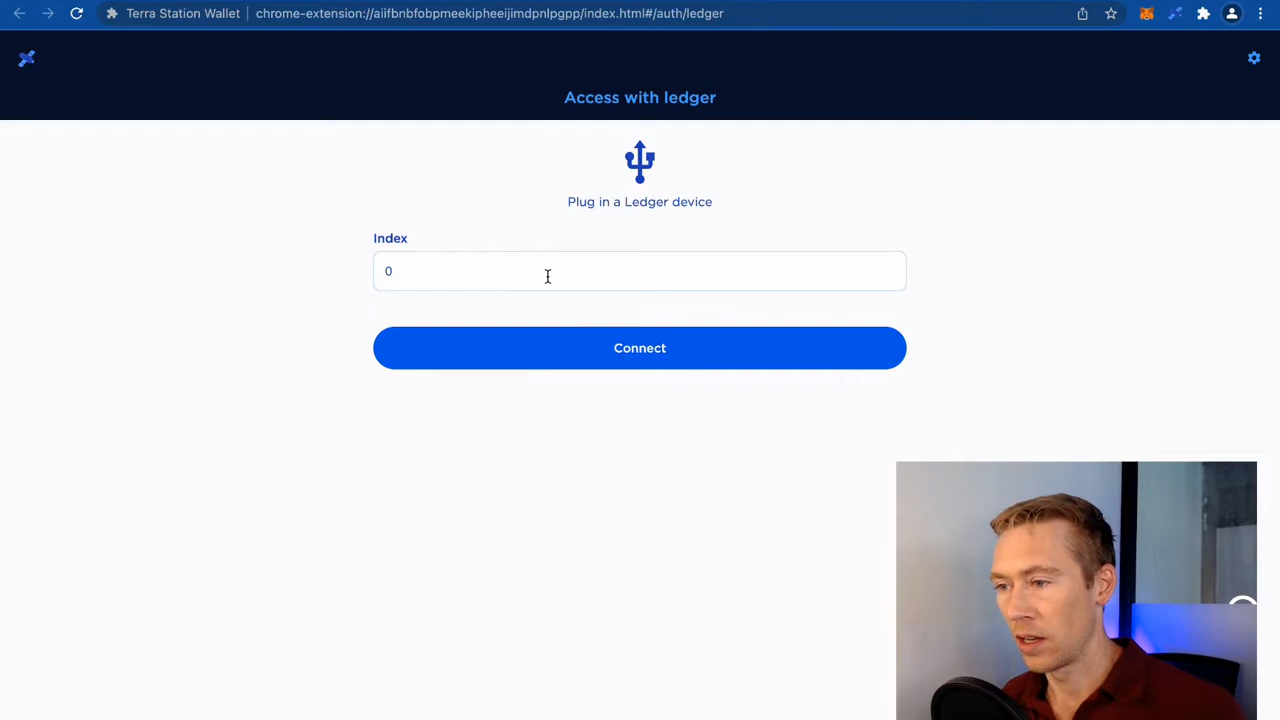 Terra Station Wallet
chrome-extension://aiifbnbfobpmeekipheeijimdpnlpgpp/index.html#/auth/ledger
Access with ledger
Plug in a Ledger device
Index
0
Connect